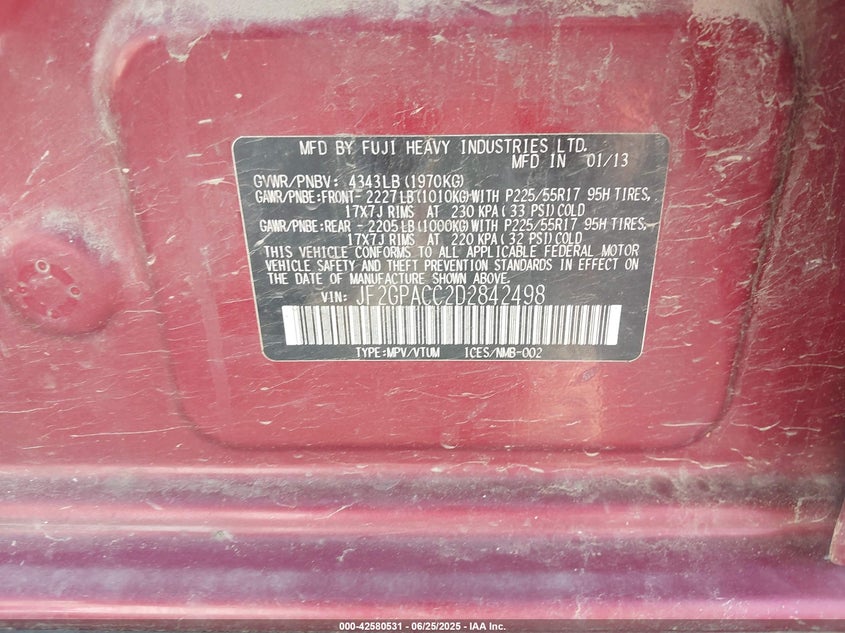 MFD BY FUJI HEAVY INDUSTRIES LTD.
MFD IN 01/13
GVWR/PNBV: 4343LB(1970KG)
GAWR/PNBE:FRONT- 2227LB(1010KG)WITH P225/55R17 95H TIRES,
17X7J RIMS AT 230 KPA(33 PSI)COLD
GAWR/PNBE:REAR - 2205LB(1000KG)WITH P225/55R17 95H TIRES,
17X7J RIMS AT 220 KPA(32 PSI)COLD
THIS VEHICLE CONFORMS TO ALL APPLICABLE FEDERAL MOTOR
VEHICLE SAFETY AND THEFT PREVENTION STANDARDS IN EFFECT ON
THE DATE OF MANUFACTURE SHOWN ABOVE.
VIN: JF2GPACC2D2842498
TYPE:MPV/VTUM ICES/NMB-002
000-42580531 - 06/25/2025 - IAA Inc.